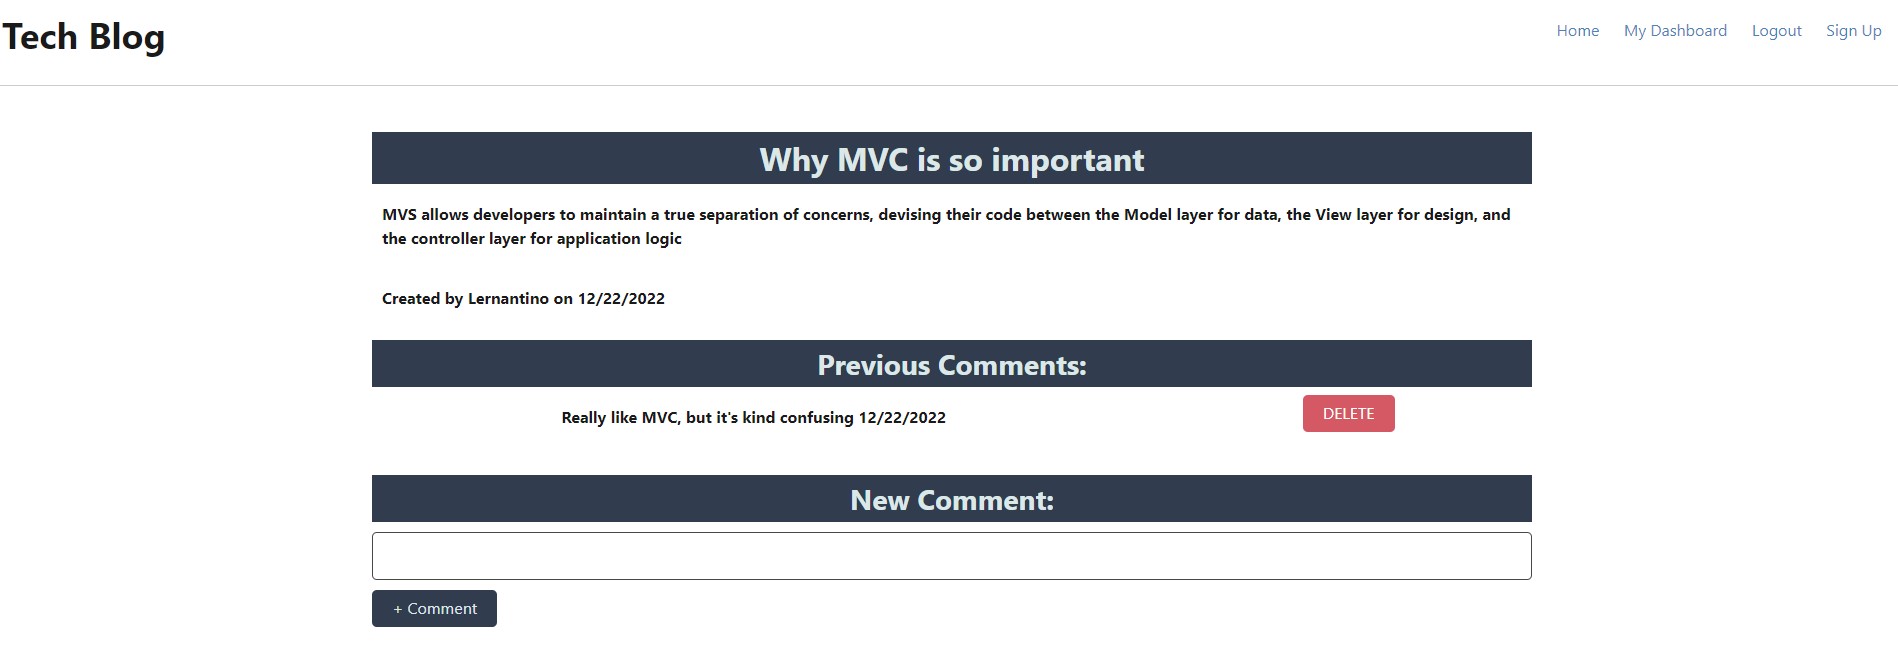 Tech Blog
Home My Dashboard Logout Sign Up
Why MVC is so important
MVS allows developers to maintain a true separation of concerns, devising their code between the Model layer for data, the View layer for design, and
the controller layer for application logic
Created by Lernantino on 12/22/2022
Previous Comments:
Really like MVC, but it's kind confusing 12/22/2022 DELETE
New Comment:
+ Comment